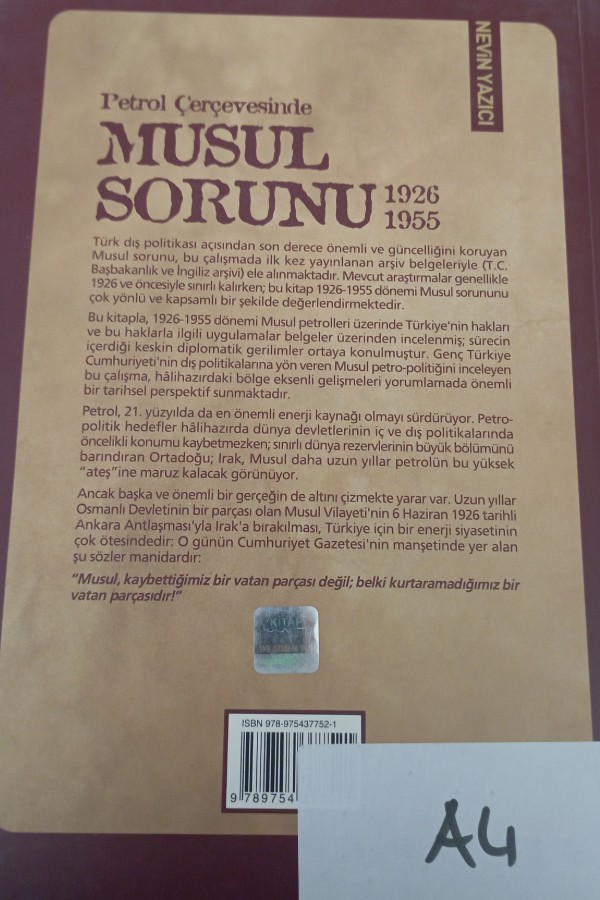 NEVİN YAZICI
Petrol Çerçevesinde
MUSUL
SORUNU 1926
1955
Türk dış politikası açısından son derece önemli ve güncelliğini koruyan
Musul sorunu, bu çalışmada ilk kez yayınlanan arşiv belgeleriyle (T.C.
Başbakanlık ve İngiliz arşivi) ele alınmaktadır. Mevcut araştırmalar genellikle
1926 ve öncesiyle sınırlı kalırken; bu kitap 1926-1955 dönemi Musul sorununu
çok yönlü ve kapsamlı bir şekilde değerlendirmektedir.
Bu kitapla, 1926-1955 dönemi Musul petrolleri üzerinde Türkiye'nin hakları
ve bu haklarla ilgili uygulamalar belgeler üzerinden incelenmiş; sürecin
içerdiği keskin diplomatik gerilimler ortaya konulmuştur. Genç Türkiye
Cumhuriyeti'nin dış politikalarına yön veren Musul petro-politiğini inceleyen
bu çalışma, hâlihazırdaki bölge eksenli gelişmeleri yorumlamada önemli
bir tarihsel perspektif sunmaktadır.
Petrol, 21. yüzyılda da en önemli enerji kaynağı olmayı sürdürüyor. Petro-
politik hedefler hâlihazırda dünya devletlerinin iç ve dış politikalarında
öncelikli konumu kaybetmezken; sınırlı dünya rezervlerinin büyük bölümünü
barındıran Ortadoğu; Irak, Musul daha uzun yıllar petrolün bu yüksek
"ateş"ine maruz kalacak görünüyor.
Ancak başka ve önemli bir gerçeğin de altını çizmekte yarar var. Uzun yıllar
Osmanlı Devletinin bir parçası olan Musul Vilayeti'nin 6 Haziran 1926 tarihli
Ankara Antlaşması'yla Irak'a bırakılması, Türkiye için bir enerji siyasetinin
çok ötesindedir: O günün Cumhuriyet Gazetesi'nin manşetinde yer alan
şu sözler manidardır:
"Musul, kaybettiğimiz bir vatan parçası değil; belki kurtaramadığımız bir
vatan parçasıdır!"
KİTAP
ISBN 978-975437752-1
9 789754
A4